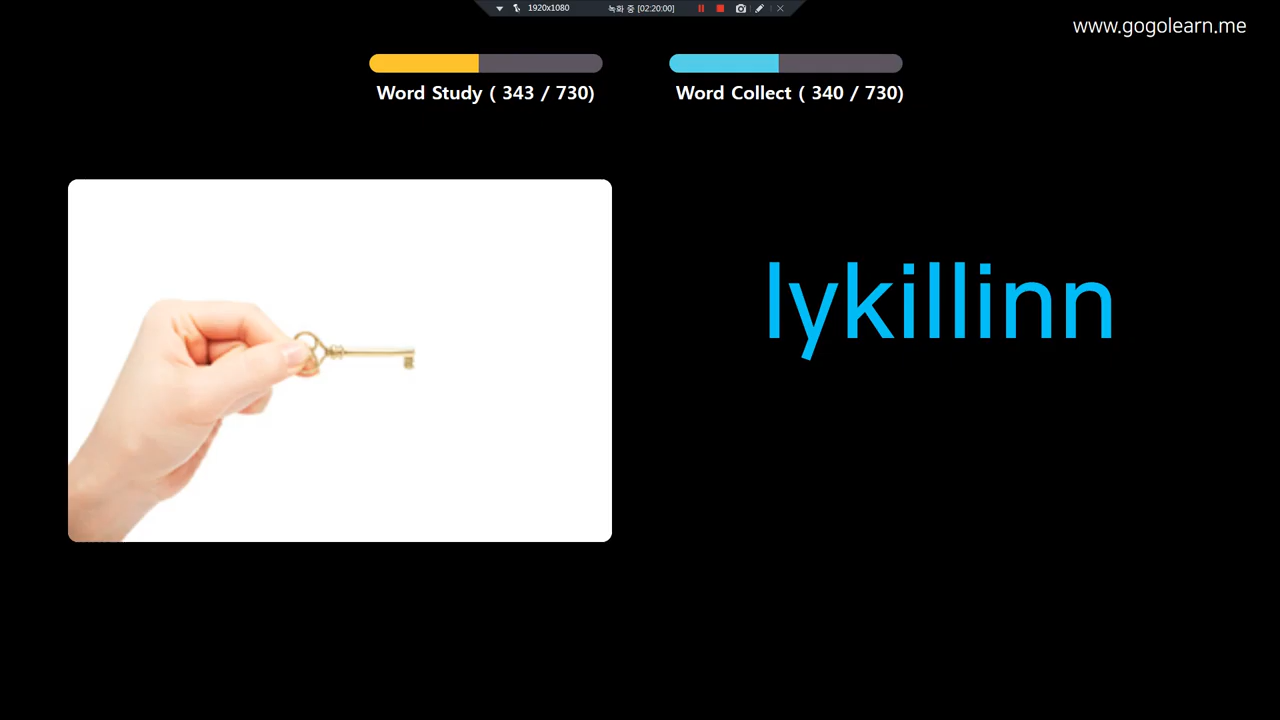 1920x1080 녹화 중 [02:20:00]
www.gogolearn.me
Word Study ( 343 / 730) Word Collect ( 340 / 730)
lykillinn